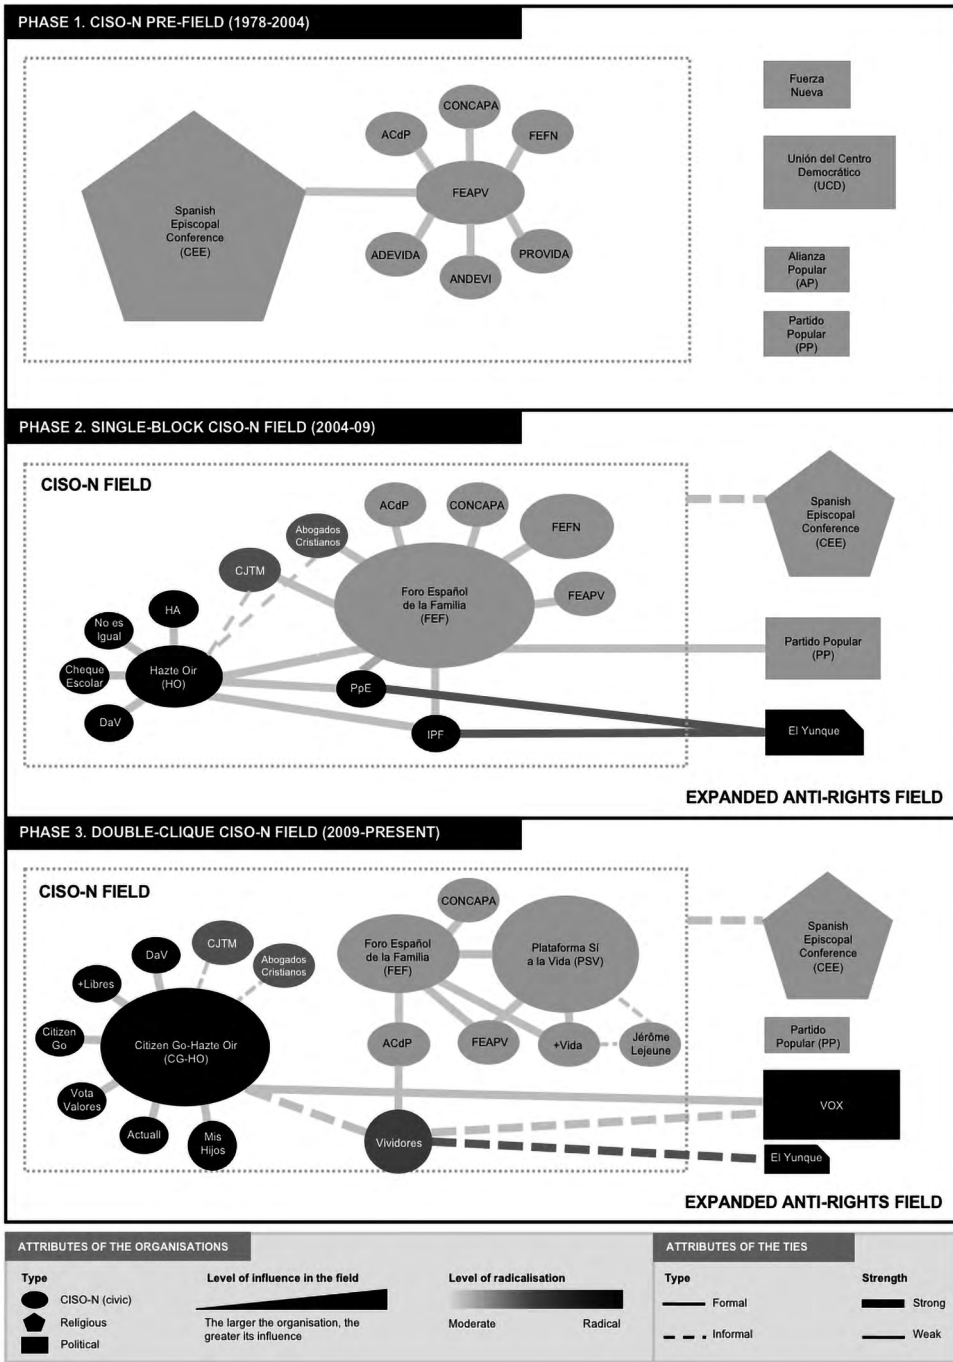 PHASE 1. CISO-N PRE-FIELD (1978-2004)
Spanish
Episcopal
Conference
(CEE)
ACdP
CONCAPA
FEFN
FEAPV
ADEVIDA
ANDEVI
PROVIDA
Fuerza
Nueva
Unión del Centro
Democrático
(UCD)
Alianza
Popular
(AP)
Partido
Popular
(PP)
PHASE 2. SINGLE-BLOCK CISO-N FIELD (2004-09)
CISO-N FIELD
ACdP
CONCAPA
FEFN
Abogados
Cristianos
CJTM
Foro Español
de la Familia
(FEF)
FEAPV
HA
No es
Igual
Cheque
Escolar
Hazte Oir
(HO)
DaV
PpE
IPF
Spanish
Episcopal
Conference
(CEE)
Partido Popular
(PP)
El Yunque
EXPANDED ANTI-RIGHTS FIELD
PHASE 3. DOUBLE-CLIQUE CISO-N FIELD (2009-PRESENT)
CISO-N FIELD
CONCAPA
CJTM
DaV
Abogados
Cristianos
+Libres
Citizen
Go
Citizen Go-Hazte Oir
(CG-HO)
Vota
Valores
Actuall
Mis
Hijos
Foro Español
de la Familia
(FEF)
Plataforma Sí
a la Vida (PSV)
ACdP
FEAPV
+Vida
Jérôme
Lejeune
Vividores
Spanish
Episcopal
Conference
(CEE)
Partido
Popular (PP)
VOX
El Yunque
EXPANDED ANTI-RIGHTS FIELD
ATTRIBUTES OF THE ORGANISATIONS
Type
CISO-N (civic)
Religious
Political
Level of influence in the field
The larger the organisation, the
greater its influence
Level of radicalisation
Moderate
Radical
ATTRIBUTES OF THE TIES
Type
Formal
Informal
Strength
Strong
Weak